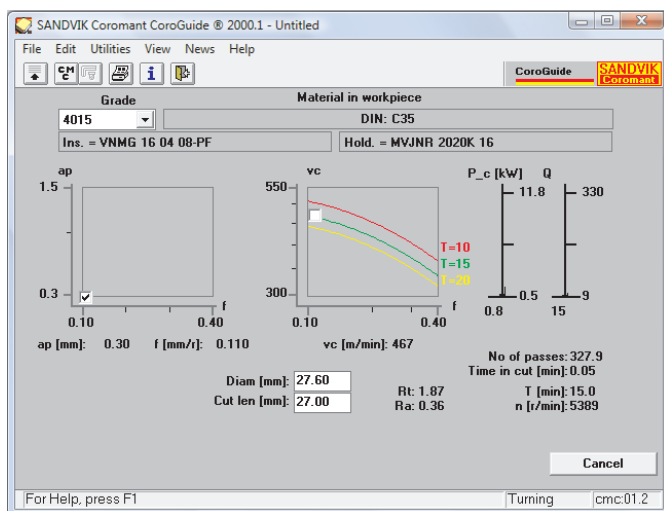 SANDVIK Coromant CoroGuide ® 2000.1 - Untitled
File Edit Utilities View News Help
CM C i CoroGuide SANDVIK Coromant
Grade Material in workpiece
4015 DIN: C35
Ins. = VNMG 16 04 08-PF Hold. = MVJNR 2020K 16
ap vc P_c [kW] Q
1.5 550 11.8 330
T=10
T=15
T=20
0.3 300 0.5 9
f f 0.8 15
0.10 0.40 0.10 0.40
ap [mm]: 0.30 f [mm/r]: 0.110 vc [m/min]: 467
No of passes: 327.9
Time in cut [min]: 0.05
Diam [mm]: 27.60 Rt: 1.87 T [min]: 15.0
Cut len [mm]: 27.00 Ra: 0.36 n [r/min]: 5389
Cancel
For Help, press F1 Turning cmc:01.2